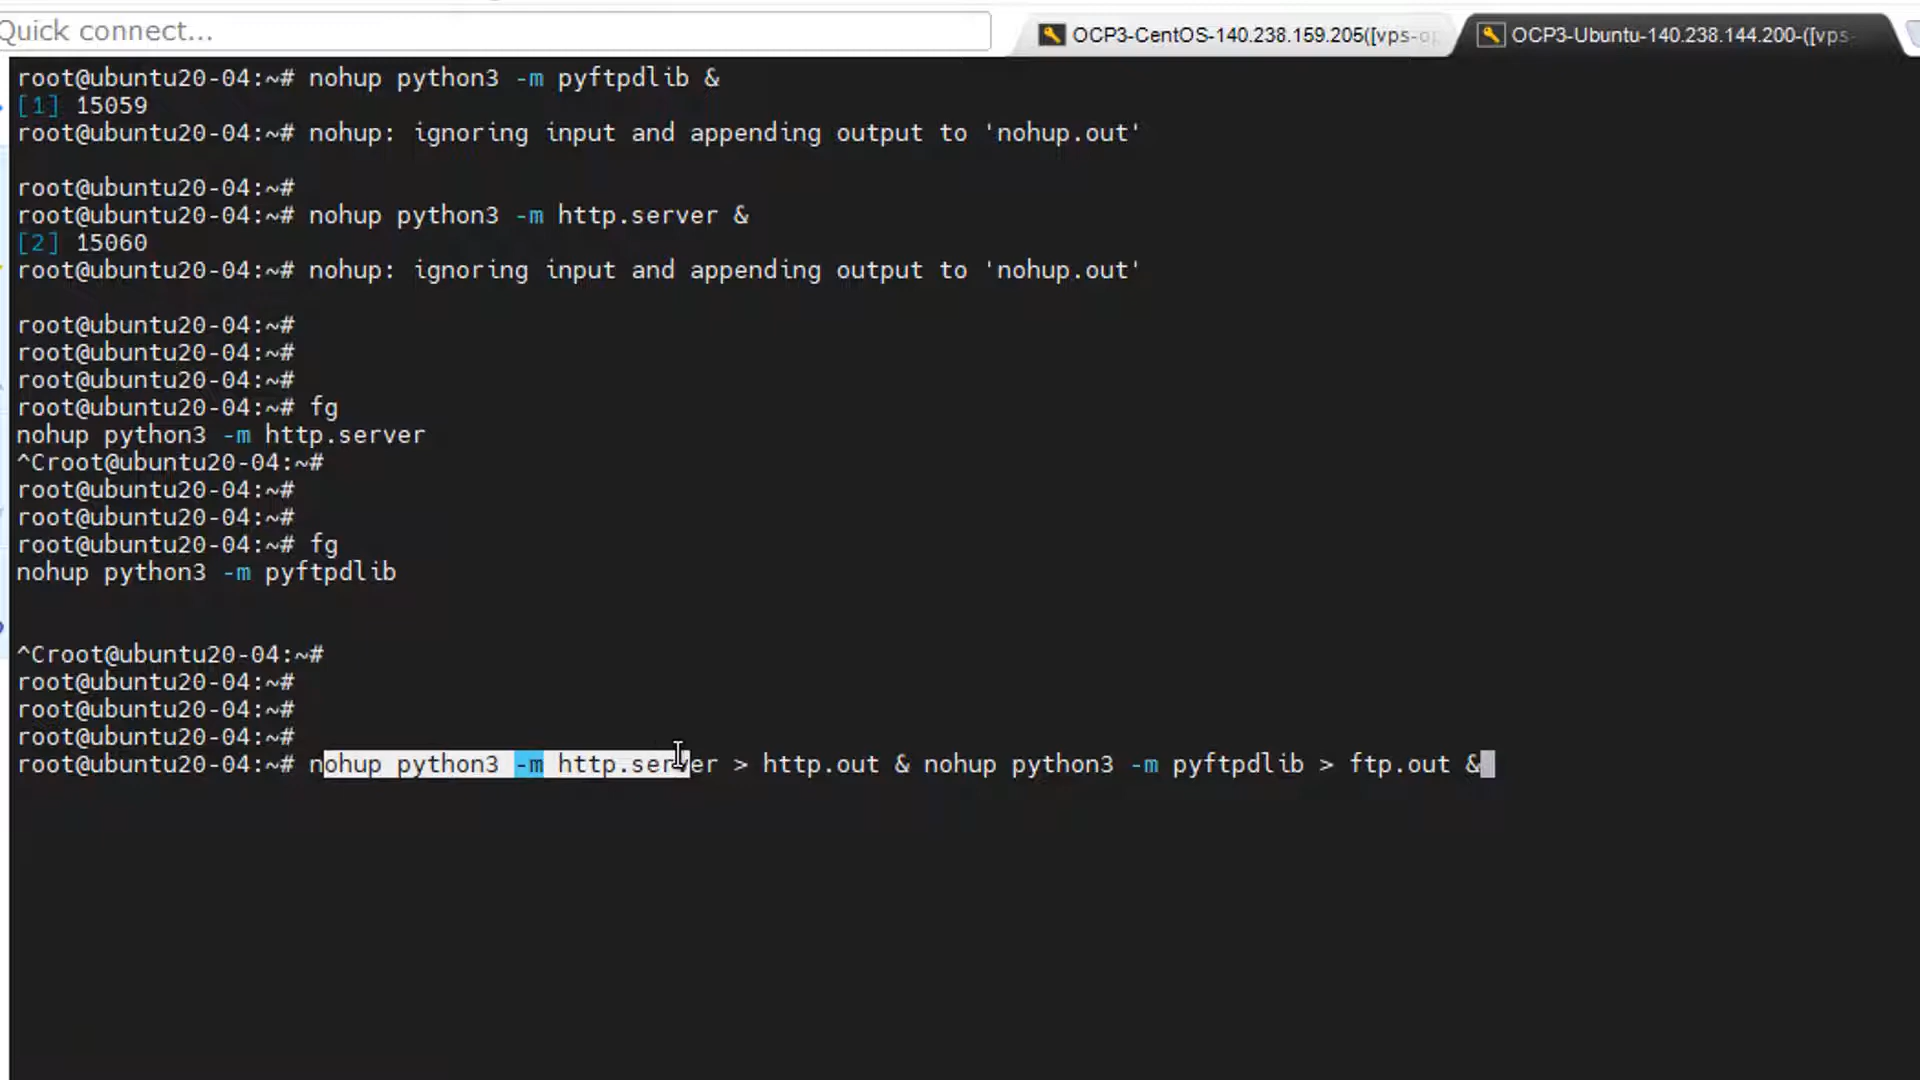 Quick connect...
OCP3-CentOS-140.238.159.205([vps-op
OCP3-Ubuntu-140.238.144.200-([vps-
root@ubuntu20-04:~# nohup python3 -m pyftpdlib &
[1] 15059
root@ubuntu20-04:~# nohup: ignoring input and appending output to 'nohup.out'
root@ubuntu20-04:~#
root@ubuntu20-04:~# nohup python3 -m http.server &
[2] 15060
root@ubuntu20-04:~# nohup: ignoring input and appending output to 'nohup.out'
root@ubuntu20-04:~#
root@ubuntu20-04:~#
root@ubuntu20-04:~#
root@ubuntu20-04:~# fg
nohup python3 -m http.server
^Croot@ubuntu20-04:~#
root@ubuntu20-04:~#
root@ubuntu20-04:~#
root@ubuntu20-04:~# fg
nohup python3 -m pyftpdlib
^Croot@ubuntu20-04:~#
root@ubuntu20-04:~#
root@ubuntu20-04:~#
root@ubuntu20-04:~#
root@ubuntu20-04:~# nohup python3 -m http.server > http.out & nohup python3 -m pyftpdlib > ftp.out &